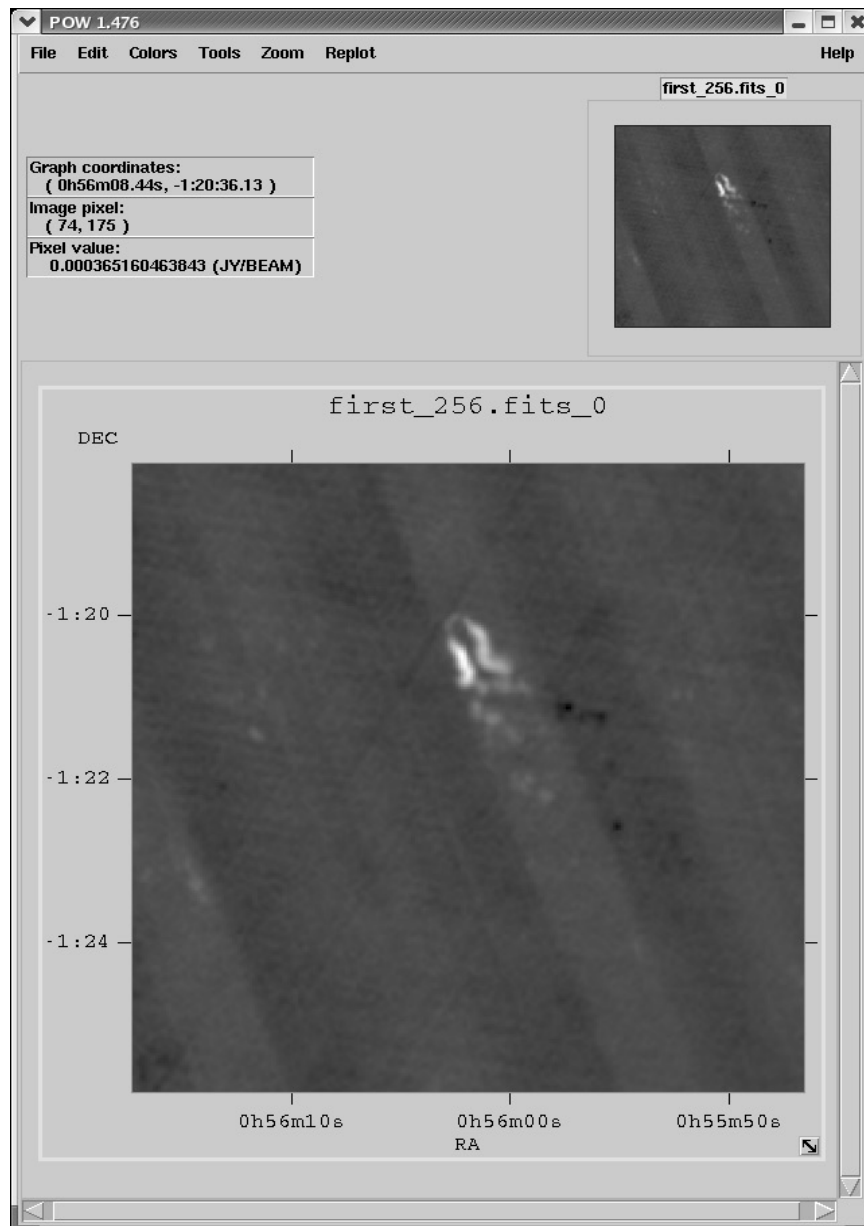 POW 1.476
File Edit Colors Tools Zoom Replot Help
first_256.fits_0
Graph coordinates:
( 0h56m08.44s, -1:20:36.13 )
Image pixel:
( 74, 175 )
Pixel value:
0.000365160463843 (JY/BEAM)
first_256.fits_0
DEC
-1:20
-1:22
-1:24
0h56m10s 0h56m00s 0h55m50s
RA